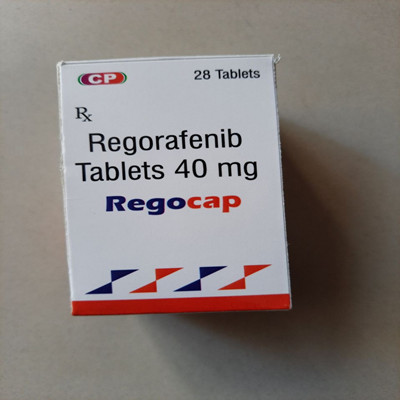 CP
28 Tablets
Rx
Regorafenib
Tablets 40 mg
Regocap